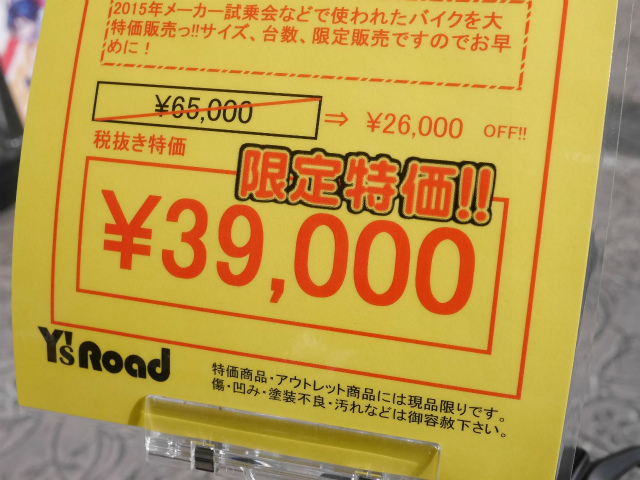 2015年メーカー試乗会などで使われたバイクを大
特価販売っ!!サイズ、台数、限定販売ですのでお早
めに！
¥65,000 ⇒ ¥26,000 OFF!!
税抜き特価
限定特価!!
¥39,000
Y'sRoad
特価商品・アウトレット商品には現品限りです。
傷・凹み・塗装不良・汚れなどは御容赦下さい。